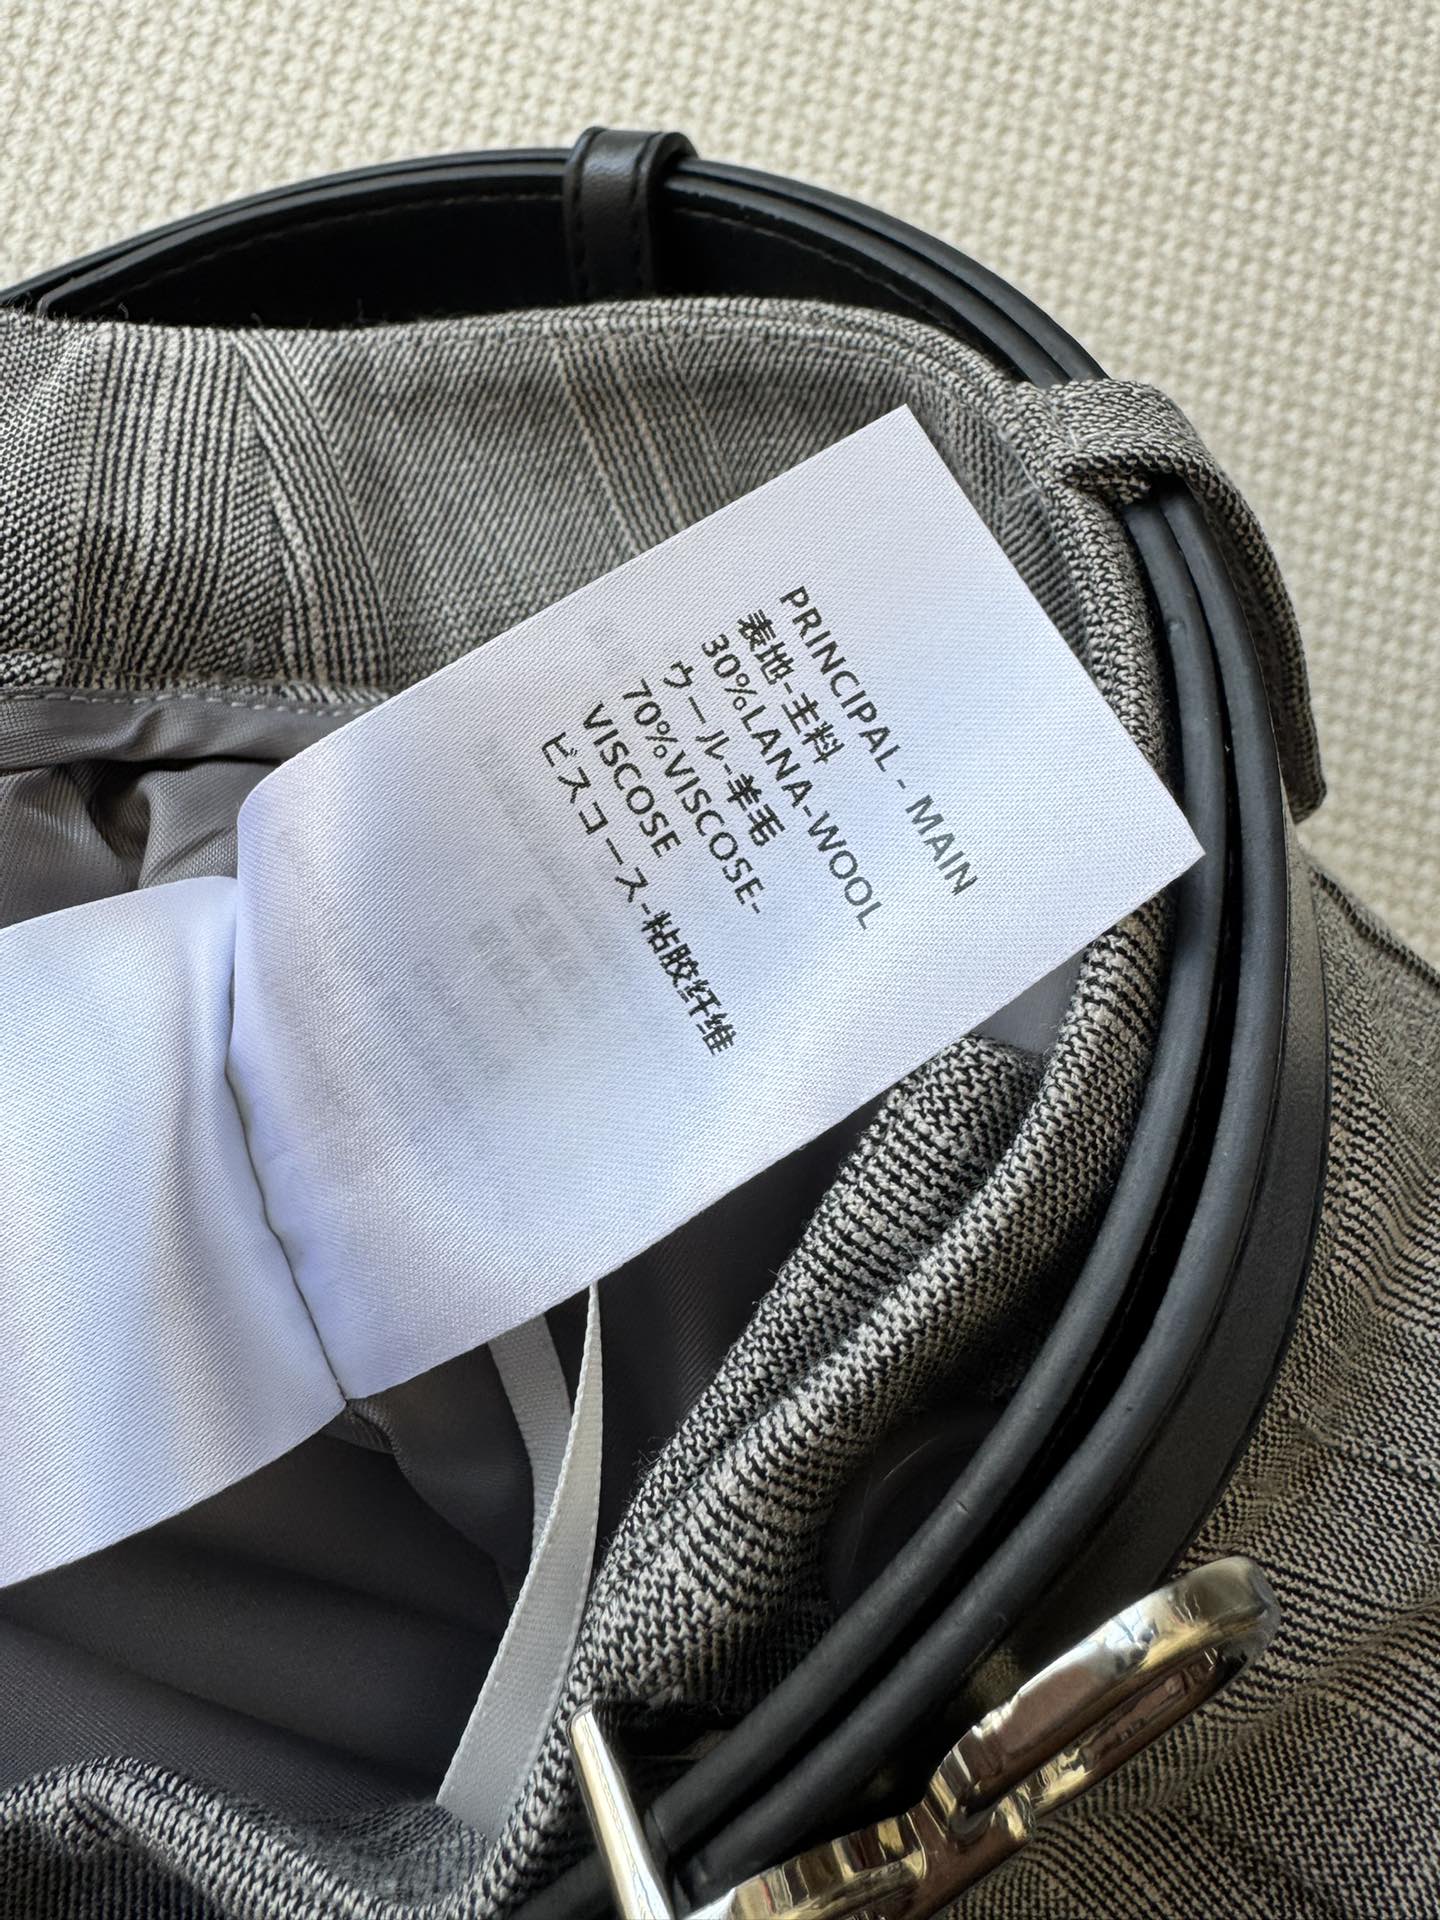 PRINCIPAL - MAIN
表地-主料
30%LANA-WOOL
ウール-羊毛
70%VISCOSE-
VISCOSE
ビスコース-粘胶纤维